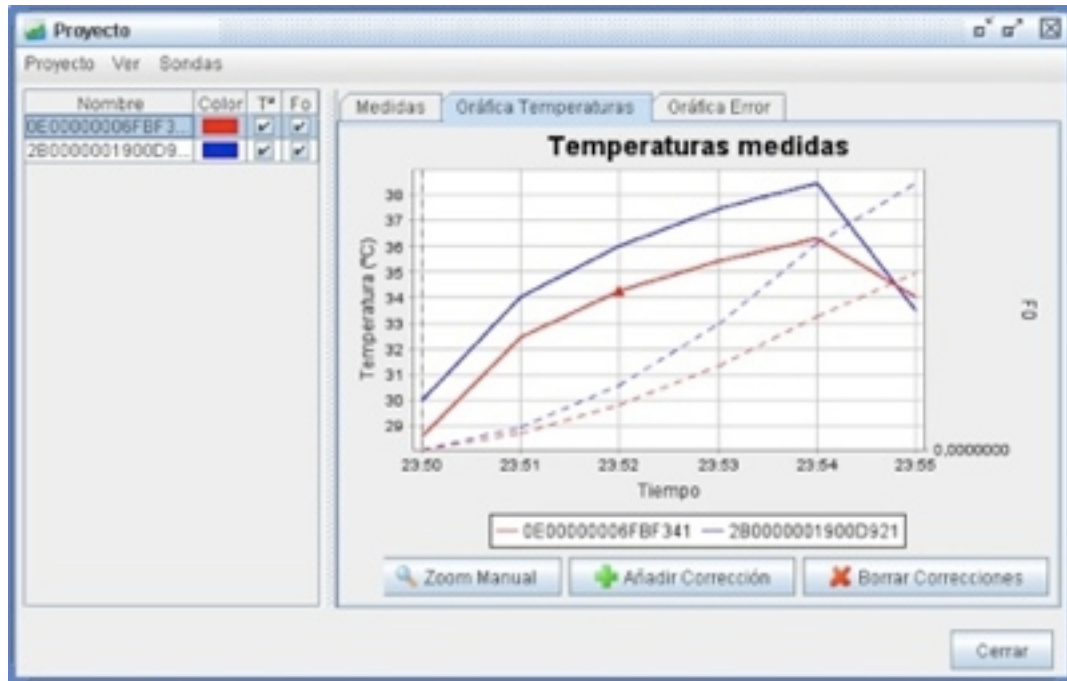 Proyecto
Proyecto Ver Sondas
Nombre Color Tª Fo
0E00000006FBF3...
2B0000001900D9...
Medidas Gráfica Temperaturas Gráfica Error
Temperaturas medidas
Temperatura (ºC)
38
37
36
35
34
33
32
31
30
29
F0
0,0000000
23:50 23:51 23:52 23:53 23:54 23:55
Tiempo
0E00000006FBF341 2B0000001900D921
Zoom Manual Añadir Corrección Borrar Correcciones
Cerrar